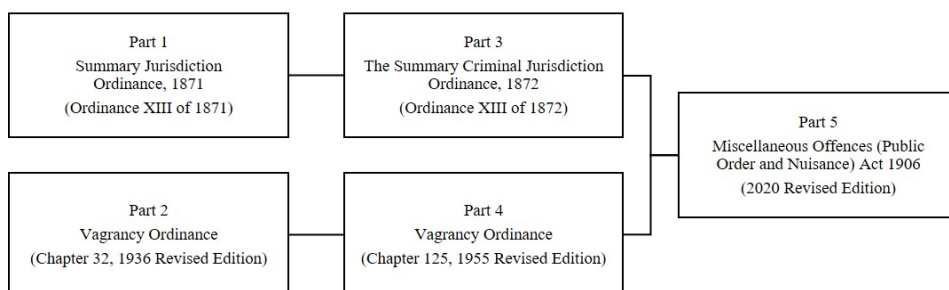 Part 1
Summary Jurisdiction
Ordinance, 1871
(Ordinance XIII of 1871)
Part 3
The Summary Criminal Jurisdiction
Ordinance, 1872
(Ordinance XIII of 1872)
Part 5
Miscellaneous Offences (Public
Order and Nuisance) Act 1906
(2020 Revised Edition)
Part 2
Vagrancy Ordinance
(Chapter 32, 1936 Revised Edition)
Part 4
Vagrancy Ordinance
(Chapter 125, 1955 Revised Edition)